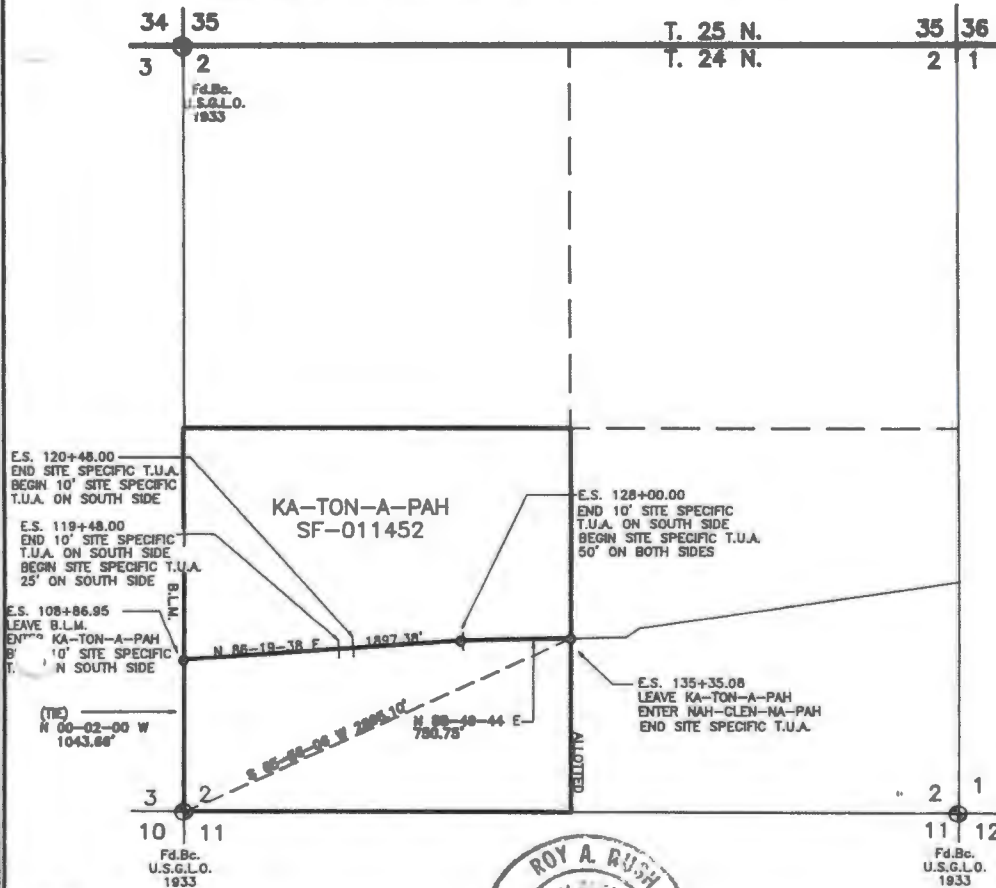 34 35
35 36
T. 25 N.
T. 24 N.
3 2
2 1
Fd.Bc.
U.S.G.L.O.
1933
E.S. 120+48.00
END SITE SPECIFIC T.U.A.
BEGIN 10' SITE SPECIFIC
T.U.A. ON SOUTH SIDE
KA-TON-A-PAH
SF-011452
E.S. 128+00.00
END 10' SITE SPECIFIC
T.U.A. ON SOUTH SIDE
BEGIN SITE SPECIFIC T.U.A.
50' ON BOTH SIDES
E.S. 119+48.00
END 10' SITE SPECIFIC
T.U.A. ON SOUTH SIDE
BEGIN SITE SPECIFIC T.U.A.
25' ON SOUTH SIDE
B.L.M.
E.S. 108+86.95
LEAVE B.L.M.
KA-TON-A-PAH
10' SITE SPECIFIC
SOUTH SIDE
N 86-19-38 E
1897.38'
E.S. 135+35.08
LEAVE KA-TON-A-PAH
ENTER NAH-CLEN-NA-PAH
END SITE SPECIFIC T.U.A.
(TIE)
N 00-02-00 W
1043.66'
750.75'
ALLOTTED
3 2
2 1
10 11
11 12
Fd.Bc.
U.S.G.L.O.
1933
Fd.Bc.
U.S.G.L.O.
1933
ROY A. RUSH